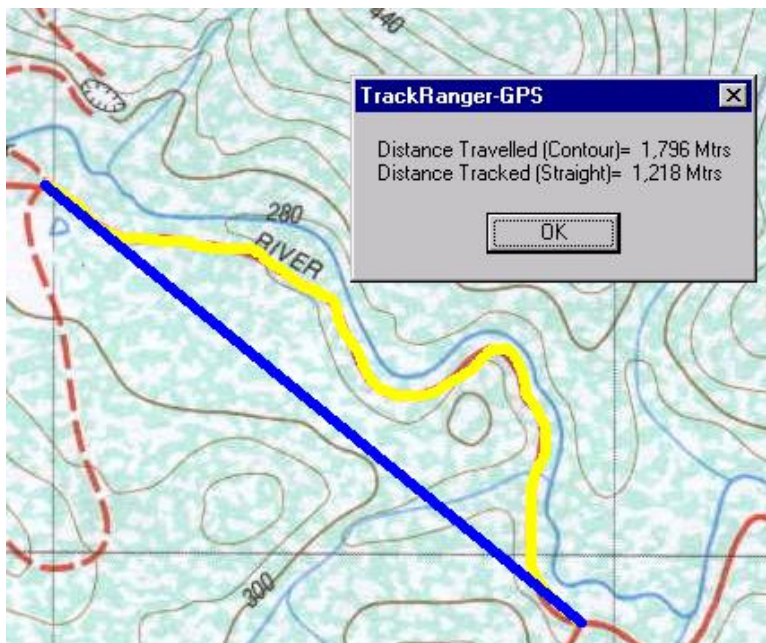 440
TrackRanger-GPS
Distance Travelled (Contour)= 1,796 Mtrs
Distance Tracked (Straight)= 1,218 Mtrs
OK
280
RIVER
300